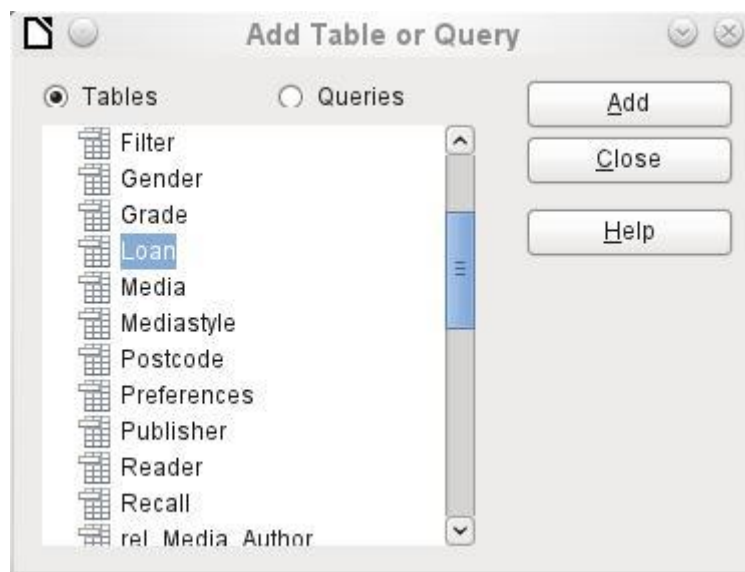 Add Table or Query
Tables
Queries
Add
Close
Help
Filter
Gender
Grade
Loan
Media
Mediastyle
Postcode
Preferences
Publisher
Reader
Recall
rel_Media_Author